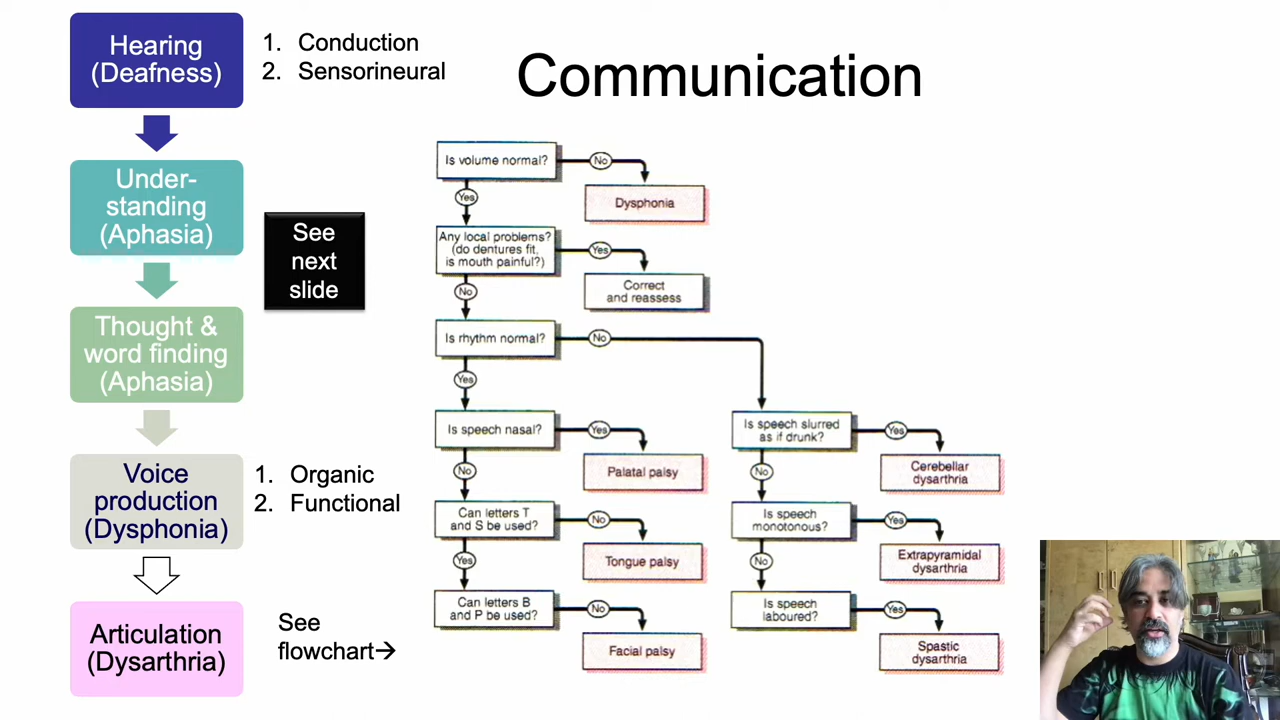 Hearing
(Deafness)
1. Conduction
2. Sensorineural
Communication
Under-
standing
(Aphasia)
See
next
slide
Thought &
word finding
(Aphasia)
Voice
production
(Dysphonia)
1. Organic
2. Functional
Articulation
(Dysarthria)
See
flowchart→
Is volume normal?
No
Dysphonia
Yes
Any local problems?
(do dentures fit,
is mouth painful?)
Yes
Correct
and reassess
No
Is rhythm normal?
No
Yes
Is speech nasal?
Yes
Palatal palsy
No
Can letters T
and S be used?
No
Tongue palsy
Yes
Can letters B
and P be used?
No
Facial palsy
Is speech slurred
as if drunk?
Yes
Cerebellar
dysarthria
No
Is speech
monotonous?
Yes
Extrapyramidal
dysarthria
No
Is speech
laboured?
Yes
Spastic
dysarthria